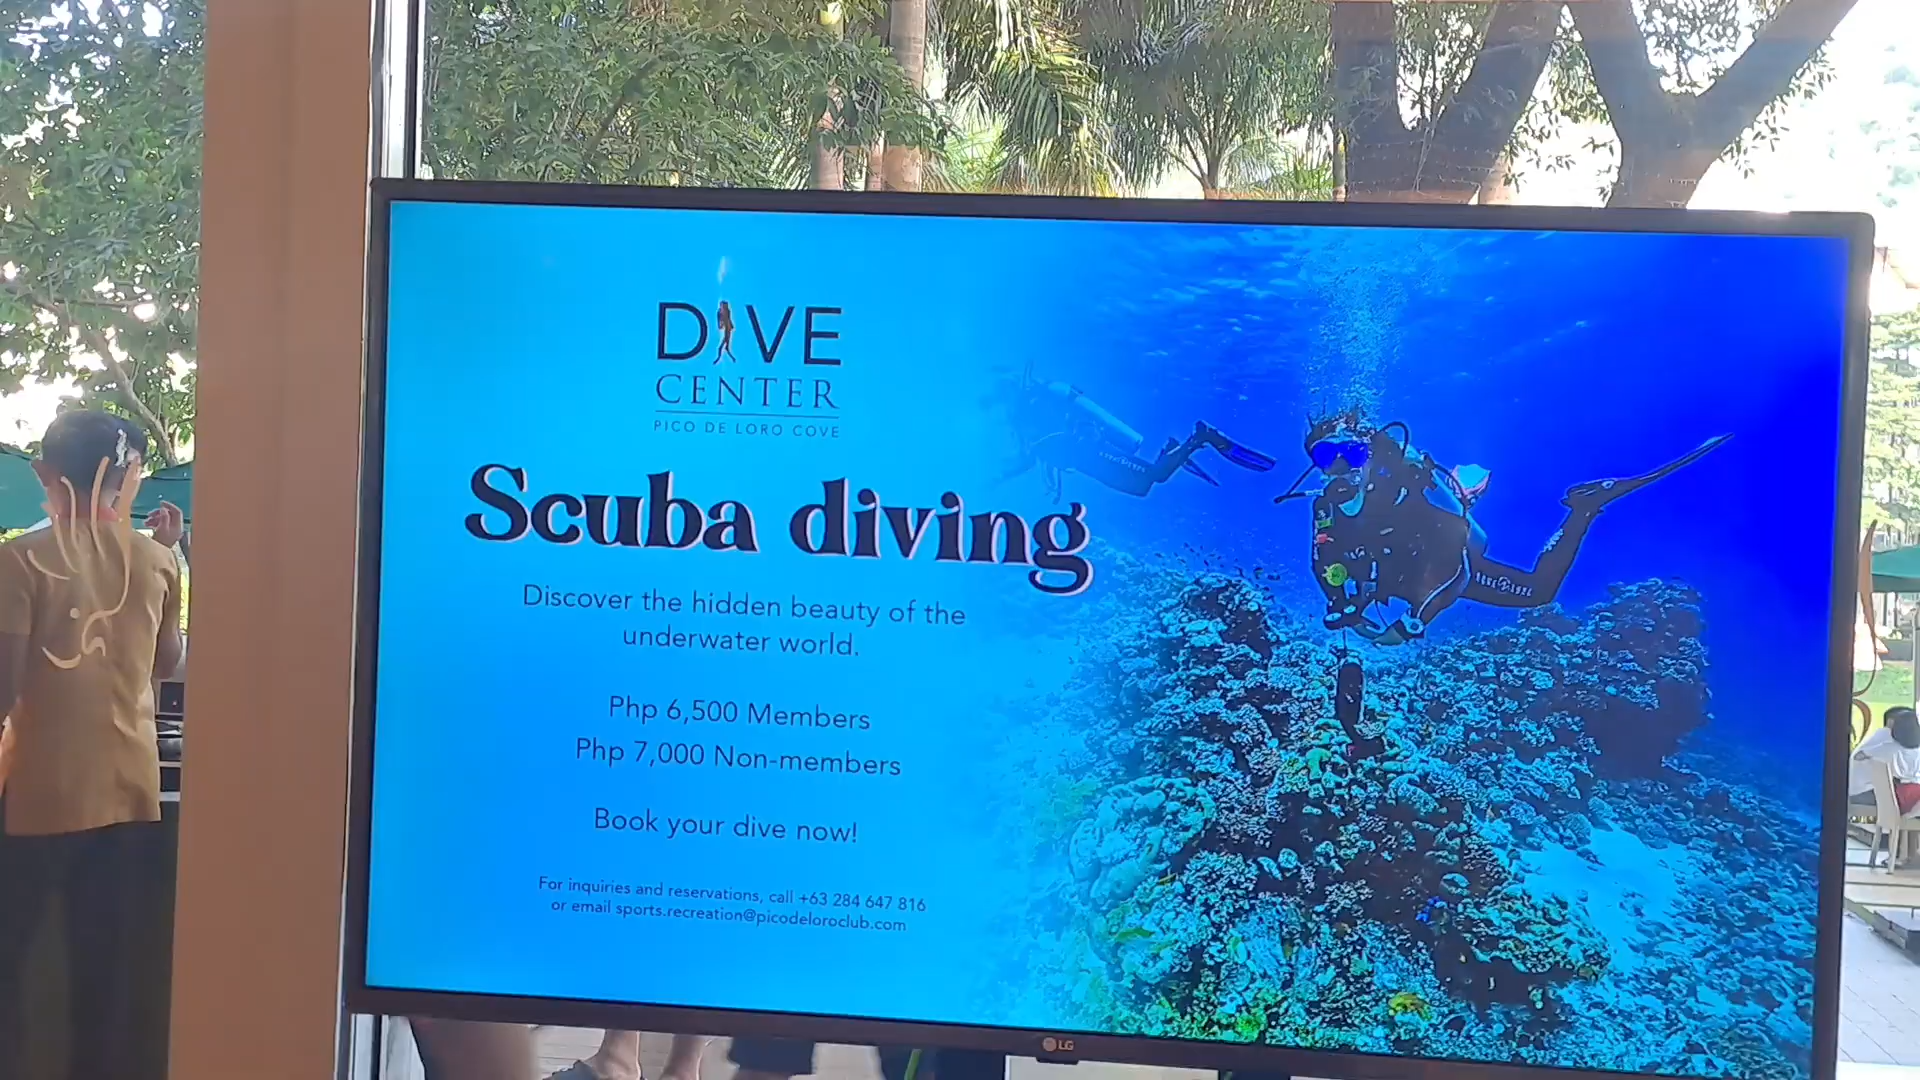 DIVE
CENTER
PICO DE LORO COVE
Scuba diving
Discover the hidden beauty of the
underwater world.
Php 6,500 Members
Php 7,000 Non-members
Book your dive now!
For inquiries and reservations, call +63 284 647 816
or email sports.recreation@picodeloroclub.com
LG